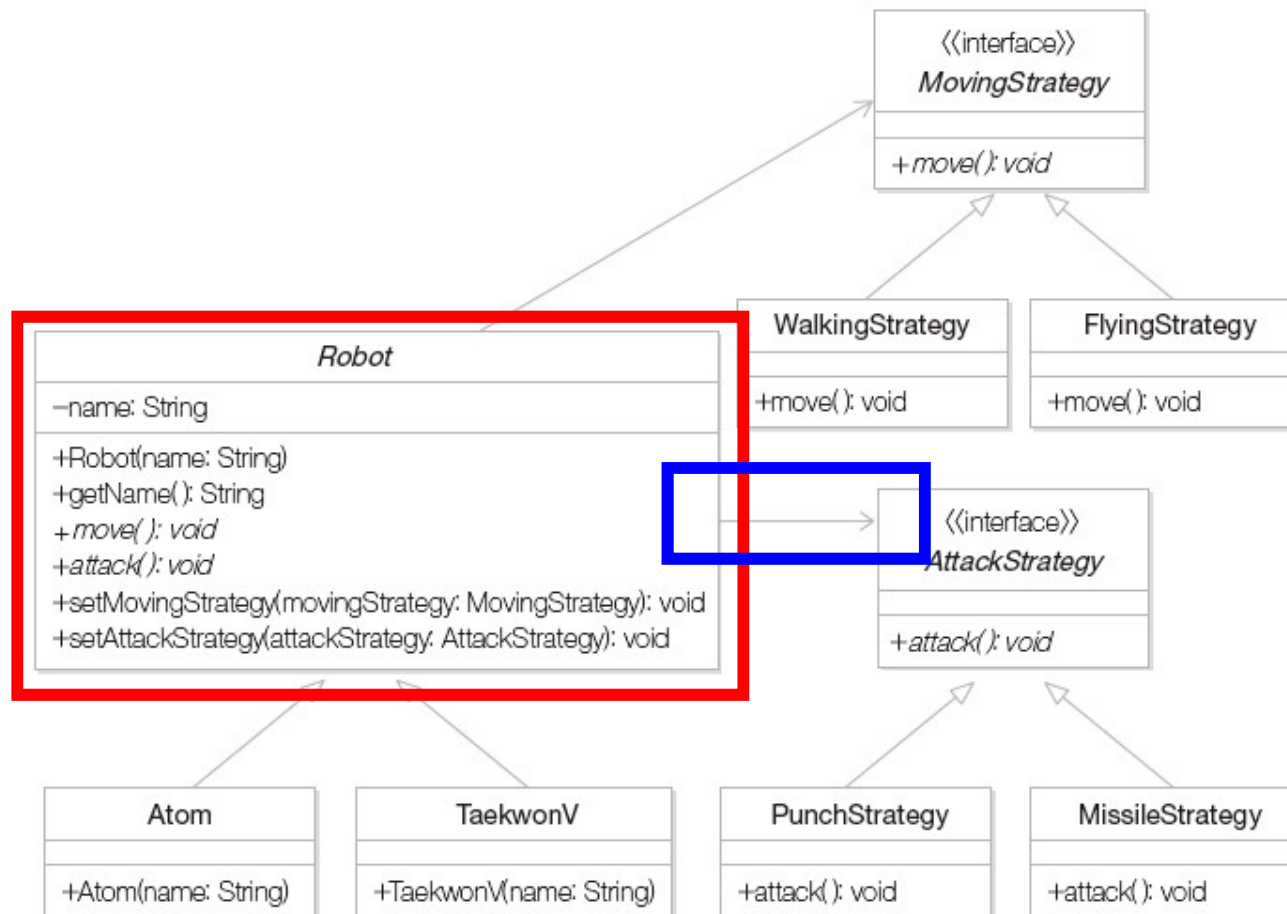 《interface》
MovingStrategy
+move(): void
WalkingStrategy
+move(): void
FlyingStrategy
+move(): void
Robot
-name: String
+Robot(name: String)
+getName(): String
+move(): void
+attack(): void
+setMovingStrategy(movingStrategy: MovingStrategy): void
+setAttackStrategy(attackStrategy: AttackStrategy): void
《interface》
AttackStrategy
+attack(): void
Atom
+Atom(name: String)
TaekwonV
+TaekwonV(name: String)
PunchStrategy
+attack(): void
MissileStrategy
+attack(): void